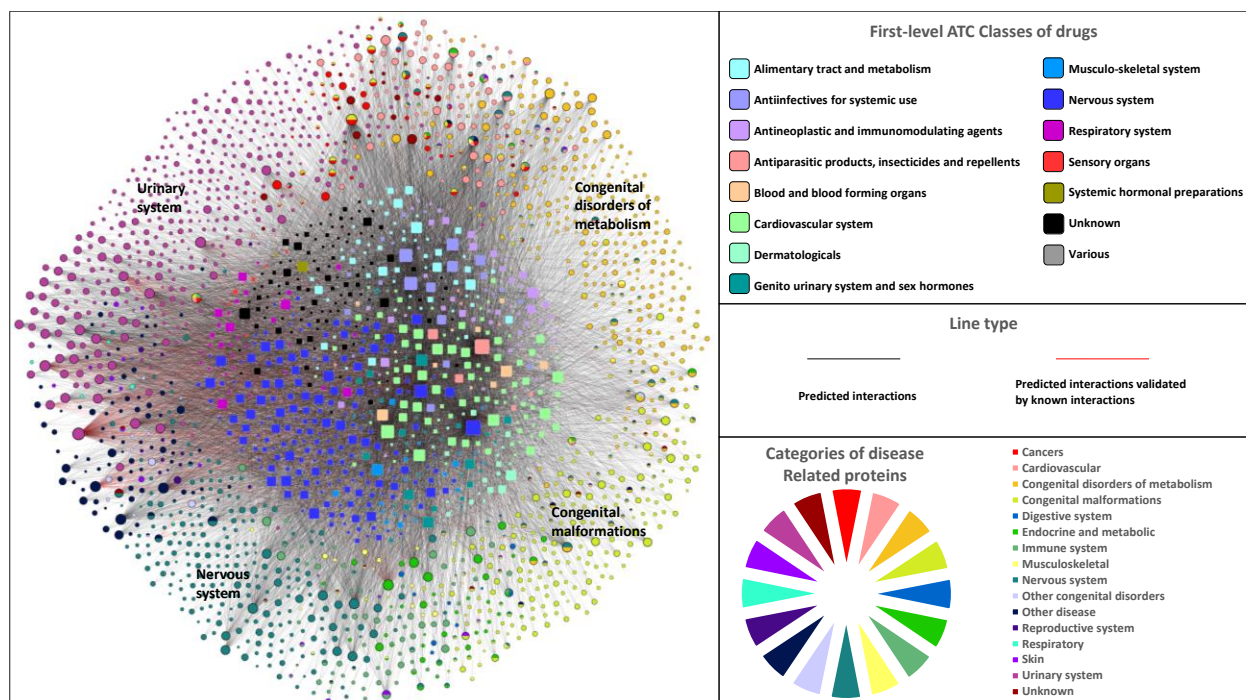 Urinary
system
Congenital
disorders of
metabolism
Congenital
malformations
Nervous
system
First-level ATC Classes of drugs
Alimentary tract and metabolism
Antiinfectives for systemic use
Antineoplastic and immunomodulating agents
Antiparasitic products, insecticides and repellents
Blood and blood forming organs
Cardiovascular system
Dermatologicals
Genito urinary system and sex hormones
Musculo-skeletal system
Nervous system
Respiratory system
Sensory organs
Systemic hormonal preparations
Unknown
Various
Line type
Predicted interactions
Predicted interactions validated
by known interactions
Categories of disease
Related proteins
Cancers
Cardiovascular
Congenital disorders of metabolism
Congenital malformations
Digestive system
Endocrine and metabolic
Immune system
Musculoskeletal
Nervous system
Other congenital disorders
Other disease
Reproductive system
Respiratory
Skin
Urinary system
Unknown